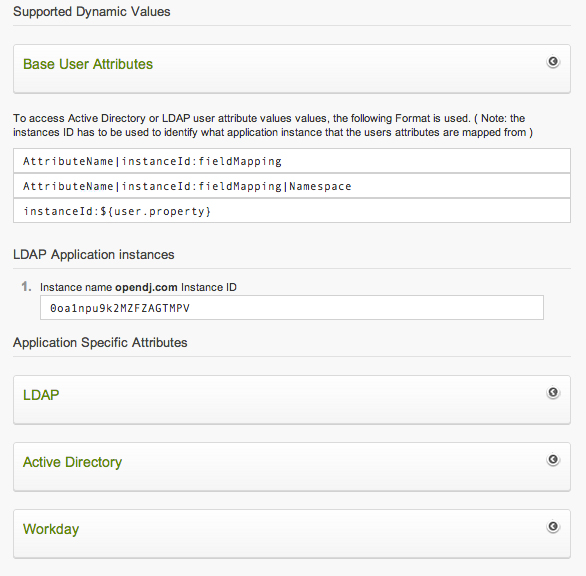 Supported Dynamic Values
Base User Attributes
To access Active Directory or LDAP user attribute values values, the following Format is used. ( Note: the
instances ID has to be used to identify what application instance that the users attributes are mapped from )
AttributeName|instanceId:fieldMapping
AttributeName|instanceId:fieldMapping|Namespace
instanceId:${user.property}
LDAP Application instances
1. Instance name opendj.com Instance ID
0oa1npu9k2MZFZAGTMPV
Application Specific Attributes
LDAP
Active Directory
Workday